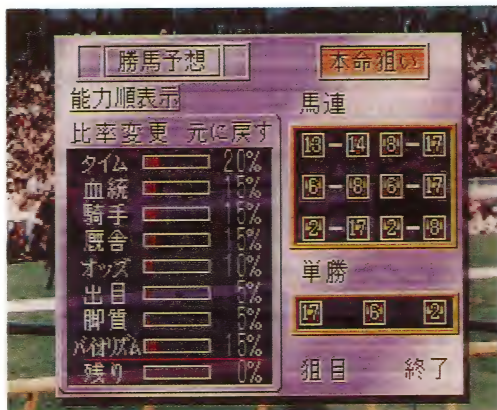 勝馬予想
本命狙い
能力順表示
比率変更 元に戻す
タイム 20%
血統 15%
騎手 15%
厩舎 15%
オッズ 10%
出目 5%
脚質 5%
バイオリズム 15%
残り 0%
馬連
13-14 8-17
6-8 6-17
2-17 2-8
単勝
17 6 2
狙目 終了